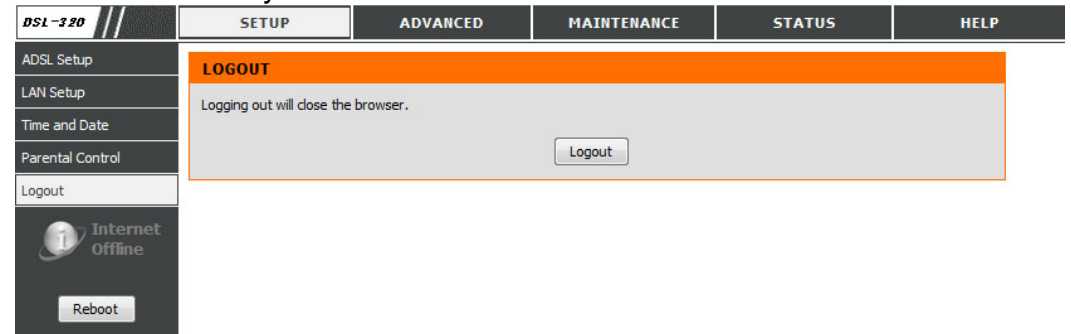 DSL-320
SETUP
ADVANCED
MAINTENANCE
STATUS
HELP
ADSL Setup
LAN Setup
Time and Date
Parental Control
Logout
Internet
Offline
Reboot
LOGOUT
Logging out will close the browser.
Logout